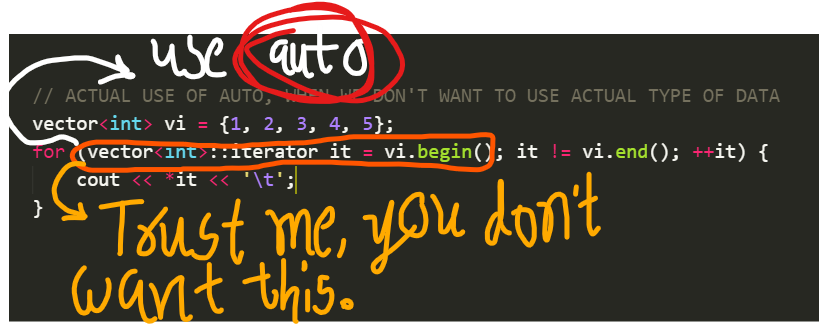 use auto
// ACTUAL USE OF AUTO, WHEN WE DON'T WANT TO USE ACTUAL TYPE OF DATA
vector<int> vi = {1, 2, 3, 4, 5};
for (vector<int>::iterator it = vi.begin(); it != vi.end(); ++it) {
cout << *it << '\t';
}
Trust me, you don't
want this.